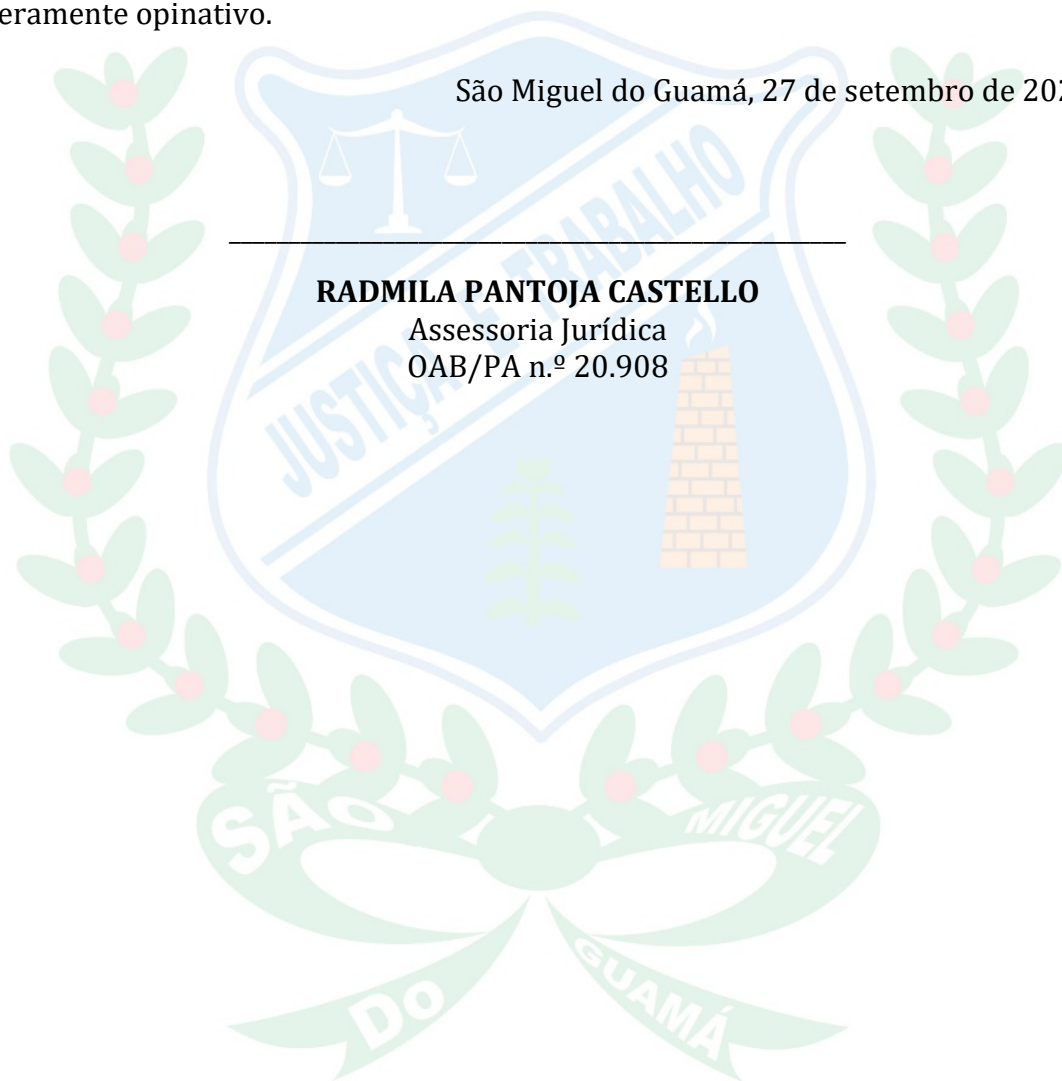 eramente opinativo.
São Miguel do Guamá, 27 de setembro de 202
RADMILA PANTOJA CASTELLO
Assessoria Jurídica
OAB/PA n.º 20.908
JUSTIÇA E TRABALHO
SÃO MIGUEL
DO GUAMÁ